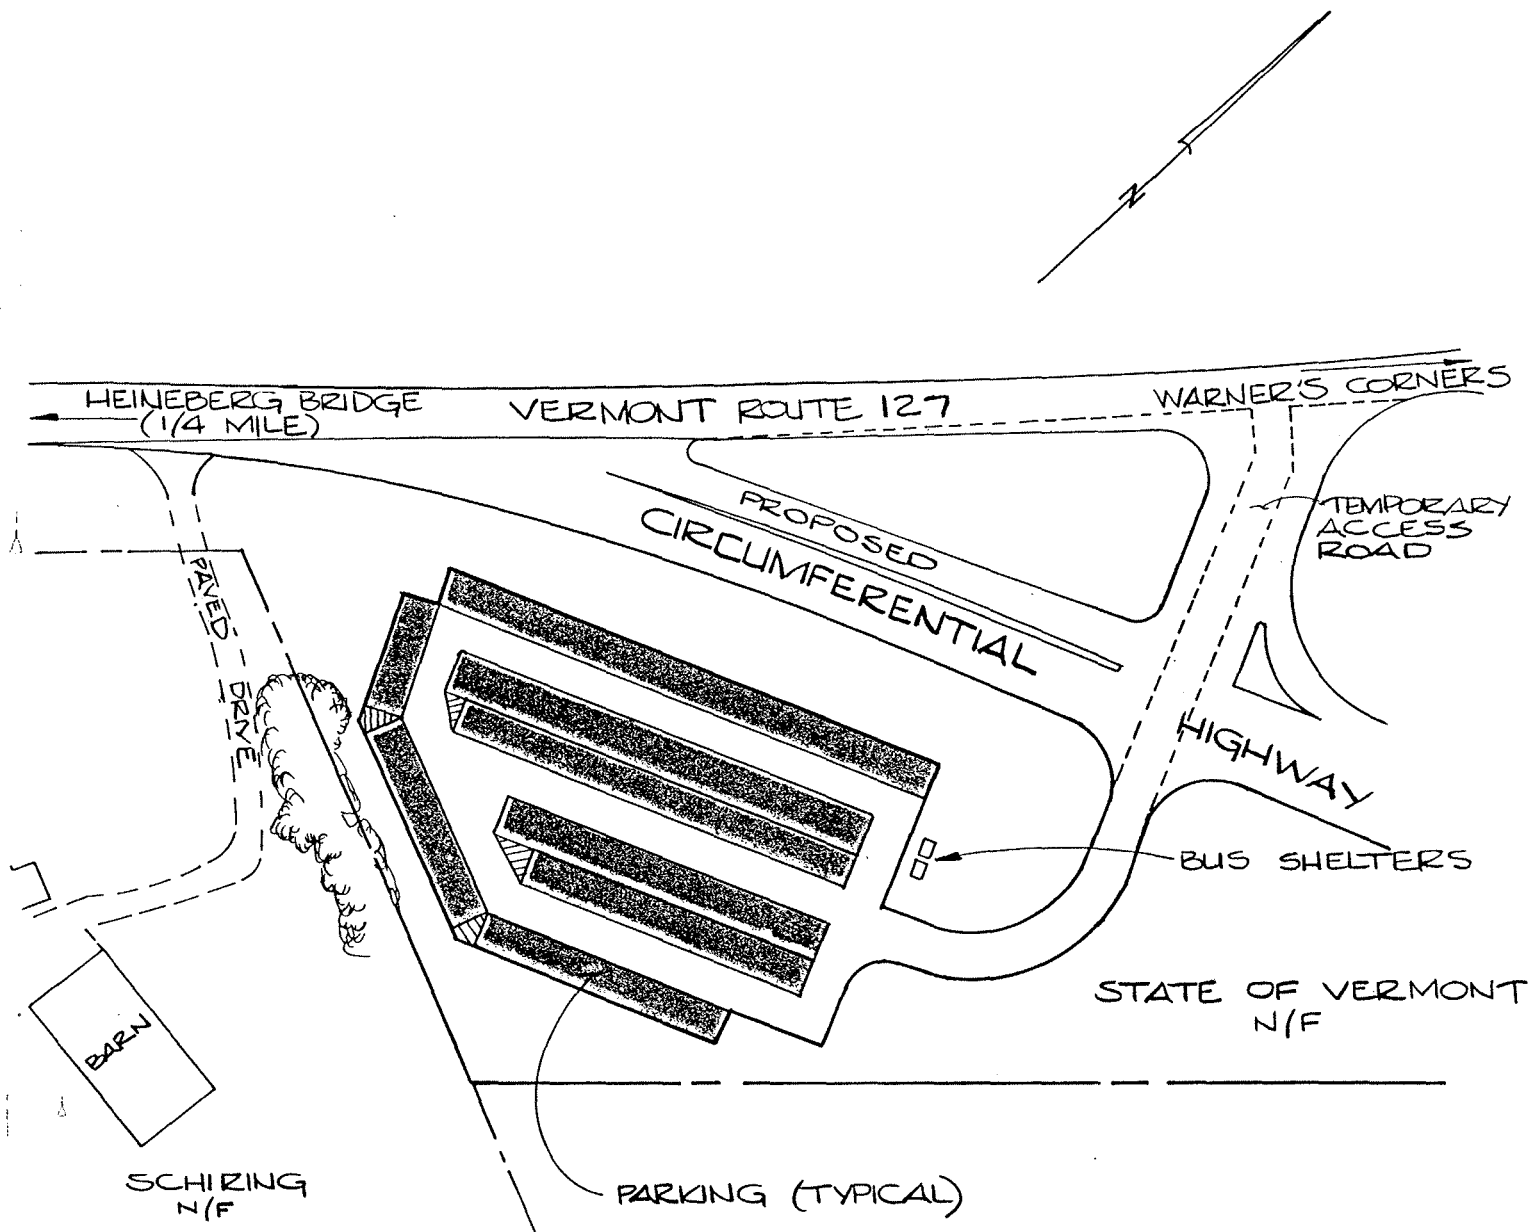 N
HEINEBERG BRIDGE
(1/4 MILE)
VERMONT ROUTE 127
WARNER'S CORNERS
PROPOSED
CIRCUMFERENTIAL
HIGHWAY
TEMPORARY
ACCESS
ROAD
PAVED DRIVE
BUS SHELTERS
STATE OF VERMONT
N/F
BARN
SCHIRING
N/F
PARKING (TYPICAL)